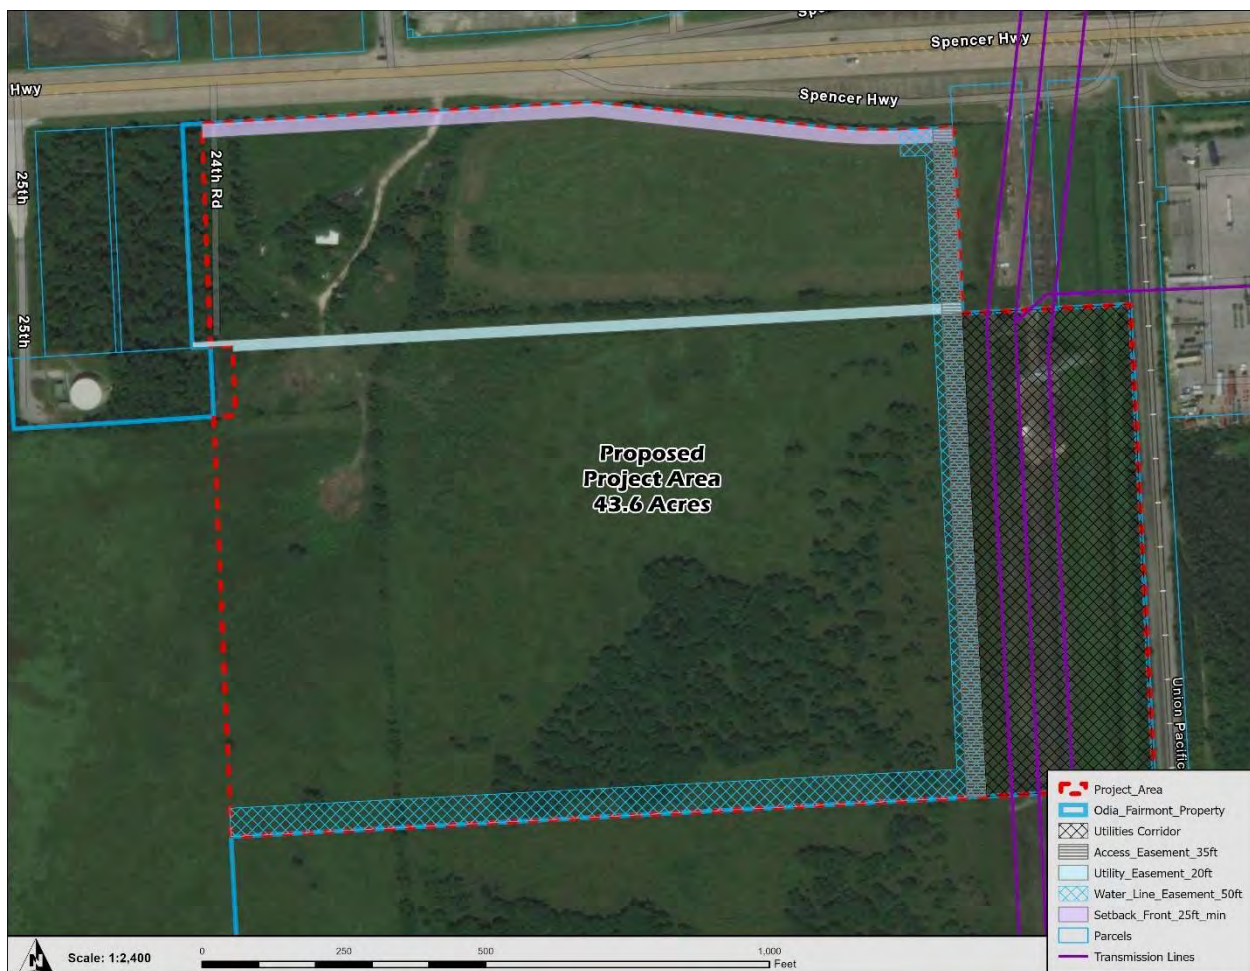 Sp
Spencer Hwy
Hwy
Spencer Hwy
25th
24th Rd
25th
Proposed
Project Area
43.6 Acres
Union Pacific
Project_Area
Odia_Fairmont_Property
Utilities Corridor
Access_Easement_35ft
Utility_Easement_20ft
Water_Line_Easement_50ft
Setback_Front_25ft_min
Parcels
Transmission Lines
N
Scale: 1:2,400
0
250
500
1,000
Feet